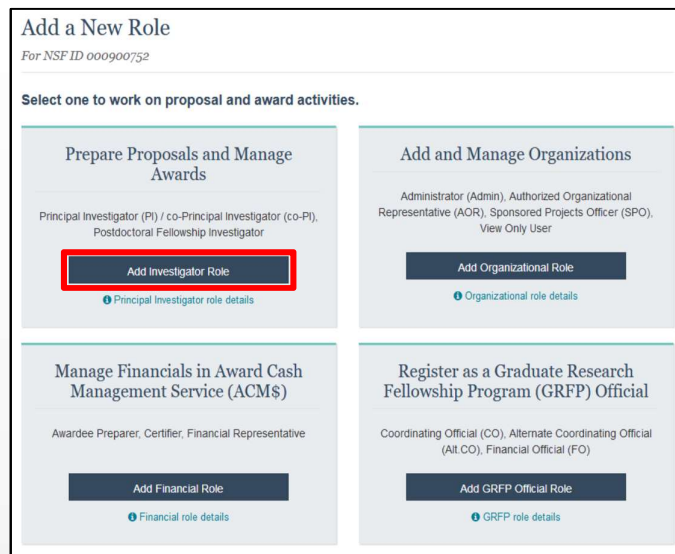 Add a New Role
For NSF ID 000900752
Select one to work on proposal and award activities.
Prepare Proposals and Manage
Awards
Principal Investigator (PI) / co-Principal Investigator (co-PI),
Postdoctoral Fellowship Investigator
Add Investigator Role
Principal Investigator role details
Add and Manage Organizations
Administrator (Admin), Authorized Organizational
Representative (AOR), Sponsored Projects Officer (SPO),
View Only User
Add Organizational Role
Organizational role details
Manage Financials in Award Cash
Management Service (ACM$)
Awardee Preparer, Certifier, Financial Representative
Add Financial Role
Financial role details
Register as a Graduate Research
Fellowship Program (GRFP) Official
Coordinating Official (CO), Alternate Coordinating Official
(Alt.CO), Financial Official (FO)
Add GRFP Official Role
GRFP role details